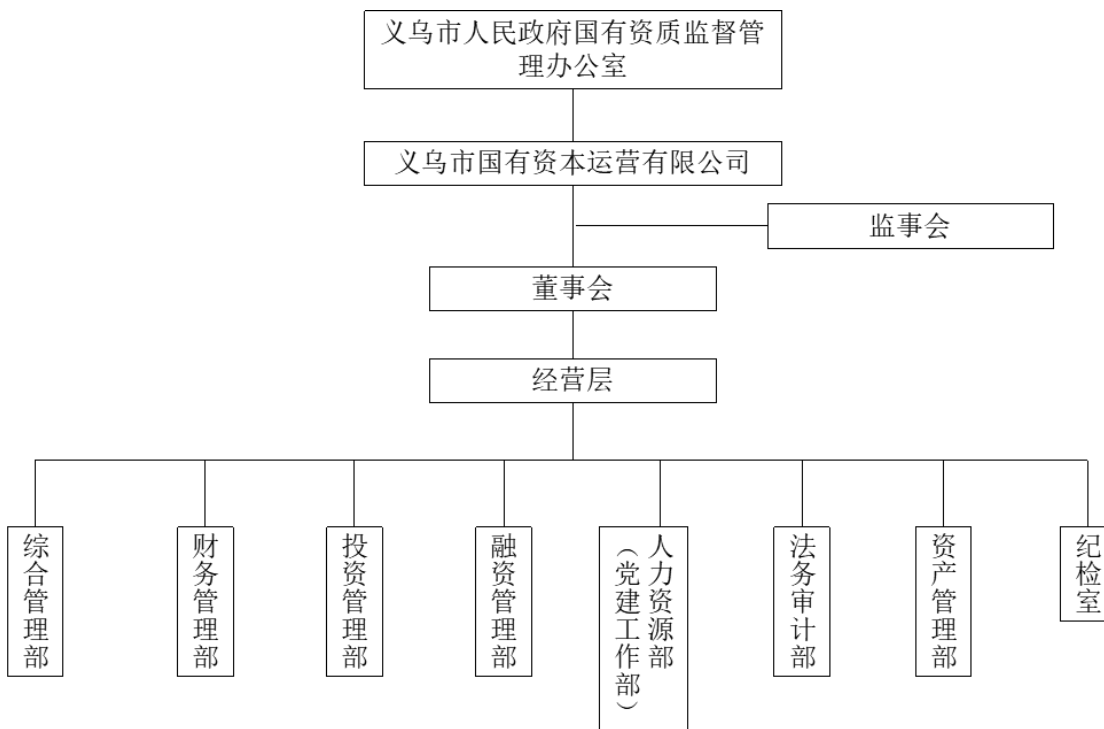 义乌市人民政府国有资质监督管
理办公室
义乌市国有资本运营有限公司
监事会
董事会
经营层
综合管理部
财务管理部
投资管理部
融资管理部
人力资源部
（党建工作部）
法务审计部
资产管理部
纪检室